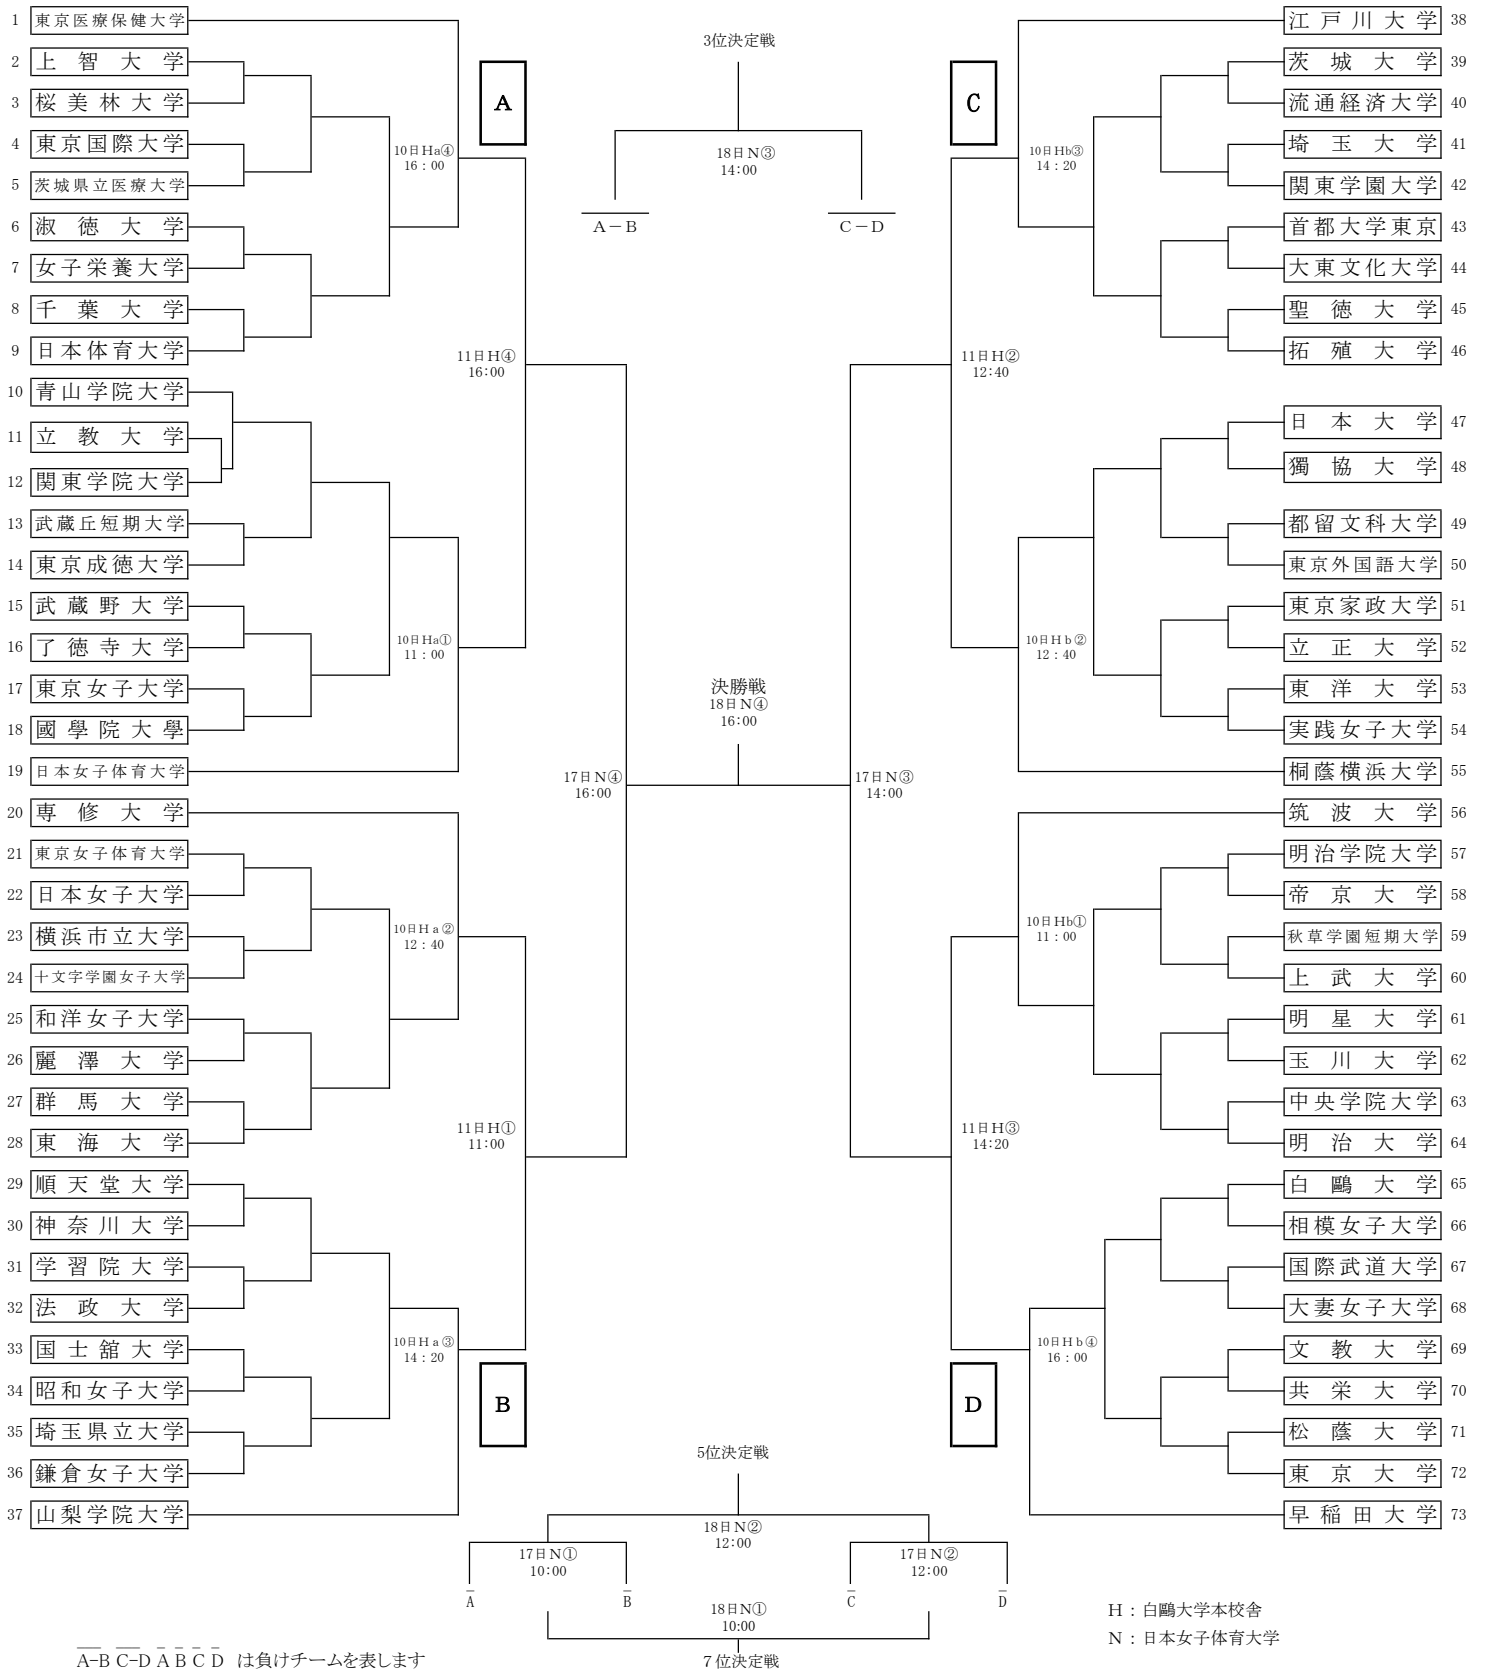 1 東京医療保健大学
2 上智大学
3 桜美林大学
4 東京国際大学
5 茨城県立医療大学
6 淑徳大学
7 女子栄養大学
8 千葉大学
9 日本体育大学
10 青山学院大学
11 立教大学
12 関東学院大学
13 武蔵丘短期大学
14 東京成徳大学
15 武蔵野大学
16 了徳寺大学
17 東京女子大学
18 國學院大學
19 日本女子体育大学
20 専修大学
21 東京女子体育大学
22 日本女子大学
23 横浜市立大学
24 十文字学園女子大学
25 和洋女子大学
26 麗澤大学
27 群馬大学
28 東海大学
29 順天堂大学
30 神奈川大学
31 学習院大学
32 法政大学
33 国士舘大学
34 昭和女子大学
35 埼玉県立大学
36 鎌倉女子大学
37 山梨学院大学
A
10日Ha④
16：00
11日H④
16:00
10日Ha①
11：00
10日Hａ②
12：40
11日H①
11:00
10日Hａ③
14：20
B
17日N④
16:00
3位決定戦
18日N③
14:00
A－B
C－D
決勝戦
18日N④
16:00
17日N③
14:00
C
10日Hb③
14：20
11日H②
12:40
10日Hｂ②
12：40
10日Hb①
11：00
11日H③
14:20
10日Hｂ④
16：00
D
江戸川大学 38
茨城大学 39
流通経済大学 40
埼玉大学 41
関東学園大学 42
首都大学東京 43
大東文化大学 44
聖徳大学 45
拓殖大学 46
日本大学 47
獨協大学 48
都留文科大学 49
東京外国語大学 50
東京家政大学 51
立正大学 52
東洋大学 53
実践女子大学 54
桐蔭横浜大学 55
筑波大学 56
明治学院大学 57
帝京大学 58
秋草学園短期大学 59
上武大学 60
明星大学 61
玉川大学 62
中央学院大学 63
明治大学 64
白鷗大学 65
相模女子大学 66
国際武道大学 67
大妻女子大学 68
文教大学 69
共栄大学 70
松蔭大学 71
東京大学 72
早稲田大学 73
5位決定戦
18日N②
12:00
17日N①
10:00
17日N②
12:00
A̅ B̅ C̅ D̅
18日N①
10:00
７位決定戦
H：白鷗大学本校舎
N：日本女子体育大学
A-B C-D A B C D は負けチームを表します